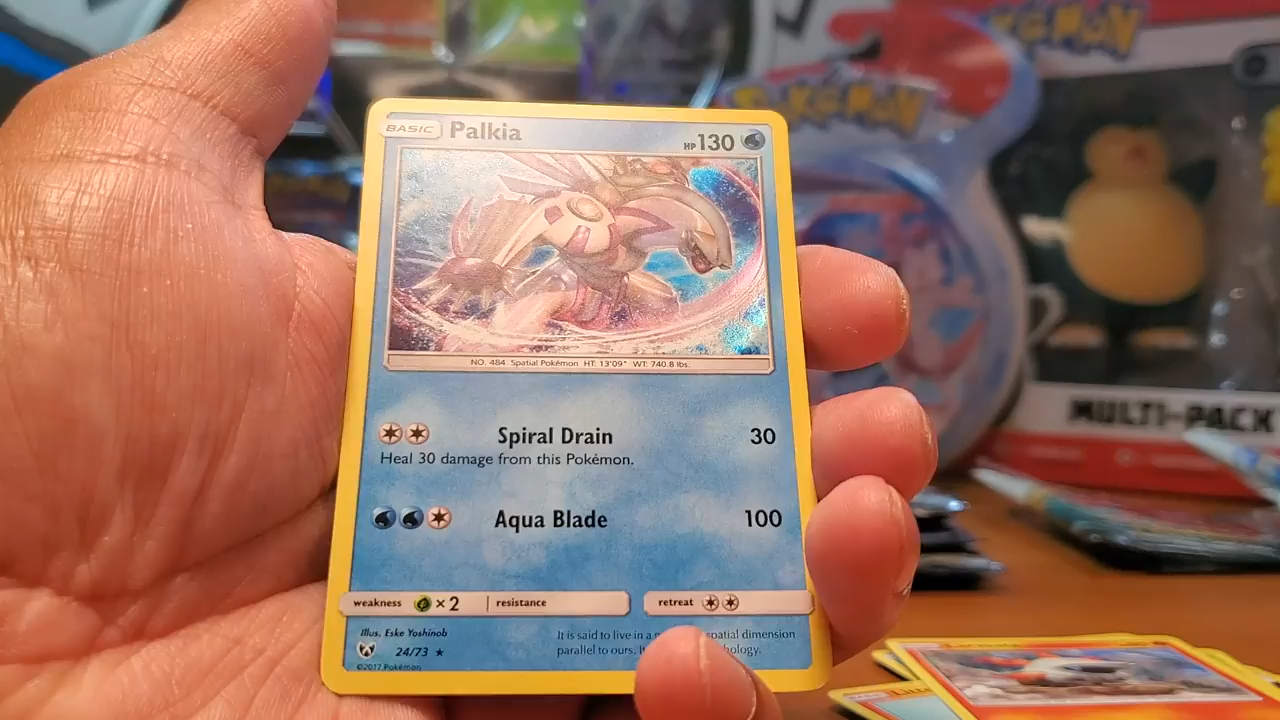 POKÉMON
POKÉMON
BASIC Palkia HP 130
NO. 484 Spatial Pokémon HT: 13'09" WT: 740.8 lbs.
Spiral Drain 30
Heal 30 damage from this Pokémon.
Aqua Blade 100
weakness ×2 resistance retreat
Illus. Eske Yoshinob
24/73 ★
©2017 Pokémon
It is said to live in a spatial dimension
parallel to ours.
MULTI-PACK